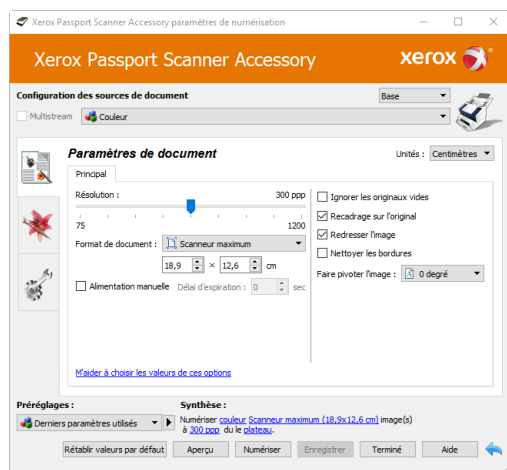 Xerox Passport Scanner Accessory paramètres de numérisation
Xerox Passport Scanner Accessory
xerox
Configuration des sources de document
Base
Multistream
Couleur
Paramètres de document
Unités : Centimètres
Principal
Résolution : 300 ppp
75 1200
Format de document : Scanneur maximum
18,9 × 12,6 cm
Alimentation manuelle Délai d'expiration : 0 sec
Ignorer les originaux vides
Recadrage sur l'original
Redresser l'image
Nettoyer les bordures
Faire pivoter l'image : A 0 degré
M'aider à choisir les valeurs de ces options
Préréglages :
Derniers paramètres utilisés
Synthèse :
Numériser couleur Scanneur maximum (18,9x12,6 cm) image(s)
à 300 ppp du le plateau.
Rétablir valeurs par défaut Aperçu Numériser Enregistrer Terminé Aide